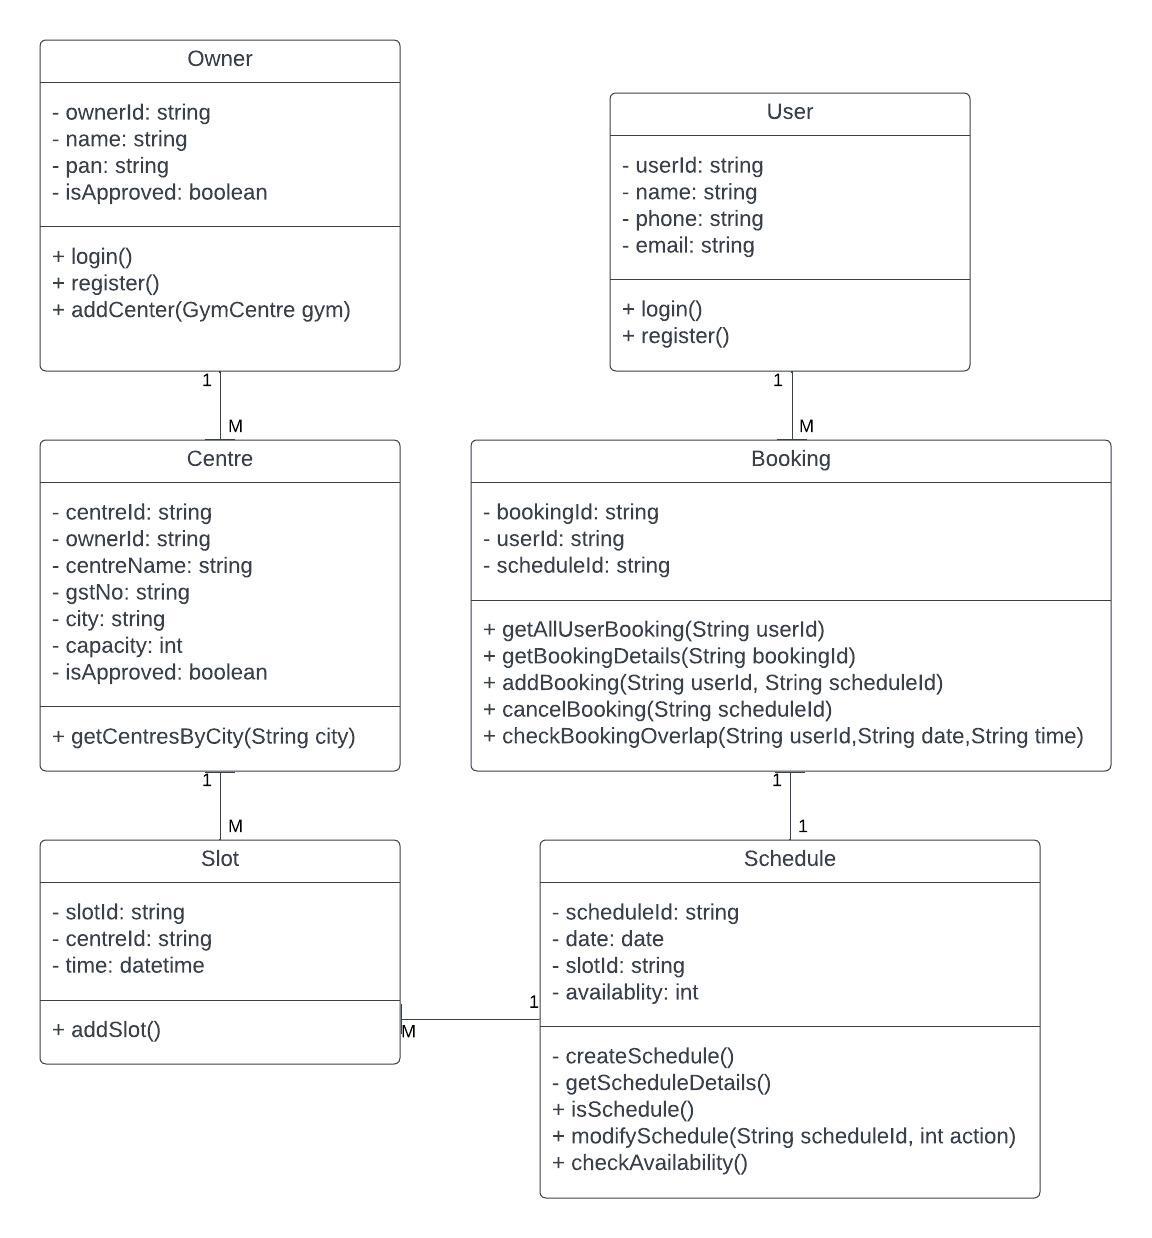 Owner
- ownerId: string
- name: string
- pan: string
- isApproved: boolean
+ login()
+ register()
+ addCenter(GymCentre gym)
1
M
User
- userId: string
- name: string
- phone: string
- email: string
+ login()
+ register()
1
M
Centre
- centreId: string
- ownerId: string
- centreName: string
- gstNo: string
- city: string
- capacity: int
- isApproved: boolean
+ getCentresByCity(String city)
1
M
Booking
- bookingId: string
- userId: string
- scheduleId: string
+ getAllUserBooking(String userId)
+ getBookingDetails(String bookingId)
+ addBooking(String userId, String scheduleId)
+ cancelBooking(String scheduleId)
+ checkBookingOverlap(String userId,String date,String time)
1
1
Slot
- slotId: string
- centreId: string
- time: datetime
+ addSlot()
M
1
Schedule
- scheduleId: string
- date: date
- slotId: string
- availablity: int
- createSchedule()
- getScheduleDetails()
+ isSchedule()
+ modifySchedule(String scheduleId, int action)
+ checkAvailability()